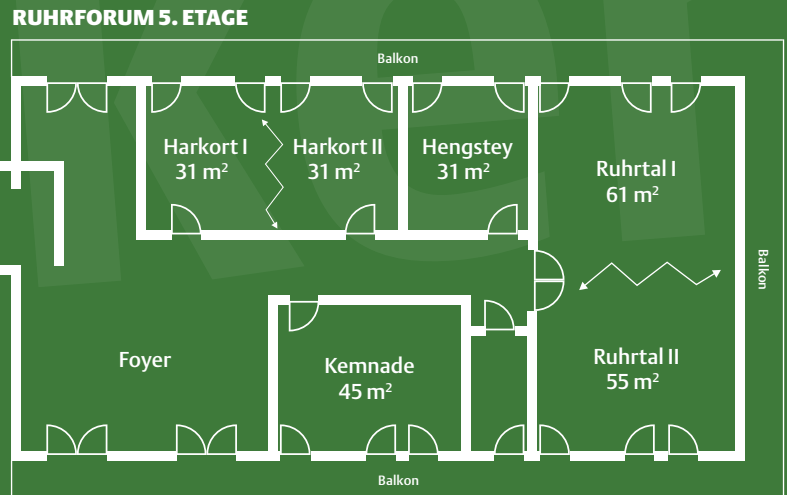 RUHRFORUM 5. ETAGE
Balkon
Harkort I
31 m²
Harkort II
31 m²
Hengstey
31 m²
Ruhrtal I
61 m²
Balkon
Foyer
Kemnade
45 m²
Ruhrtal II
55 m²
Balkon